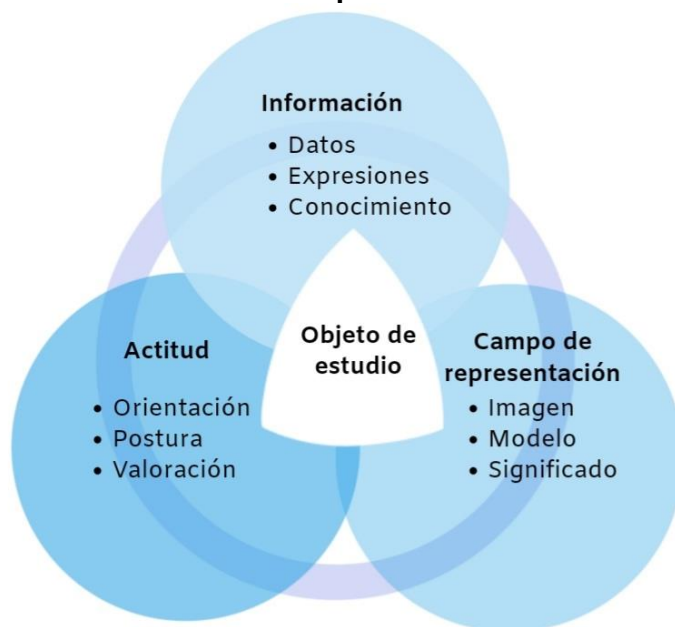 Información
• Datos
• Expresiones
• Conocimiento
Objeto de
estudio
Actitud
• Orientación
• Postura
• Valoración
Campo de
representación
• Imagen
• Modelo
• Significado